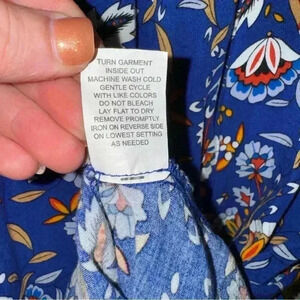 TURN GARMENT
INSIDE OUT
MACHINE WASH COLD
GENTLE CYCLE
WITH LIKE COLORS
DO NOT BLEACH
LAY FLAT TO DRY
REMOVE PROMPTLY
IRON ON REVERSE SIDE
ON LOWEST SETTING
AS NEEDED